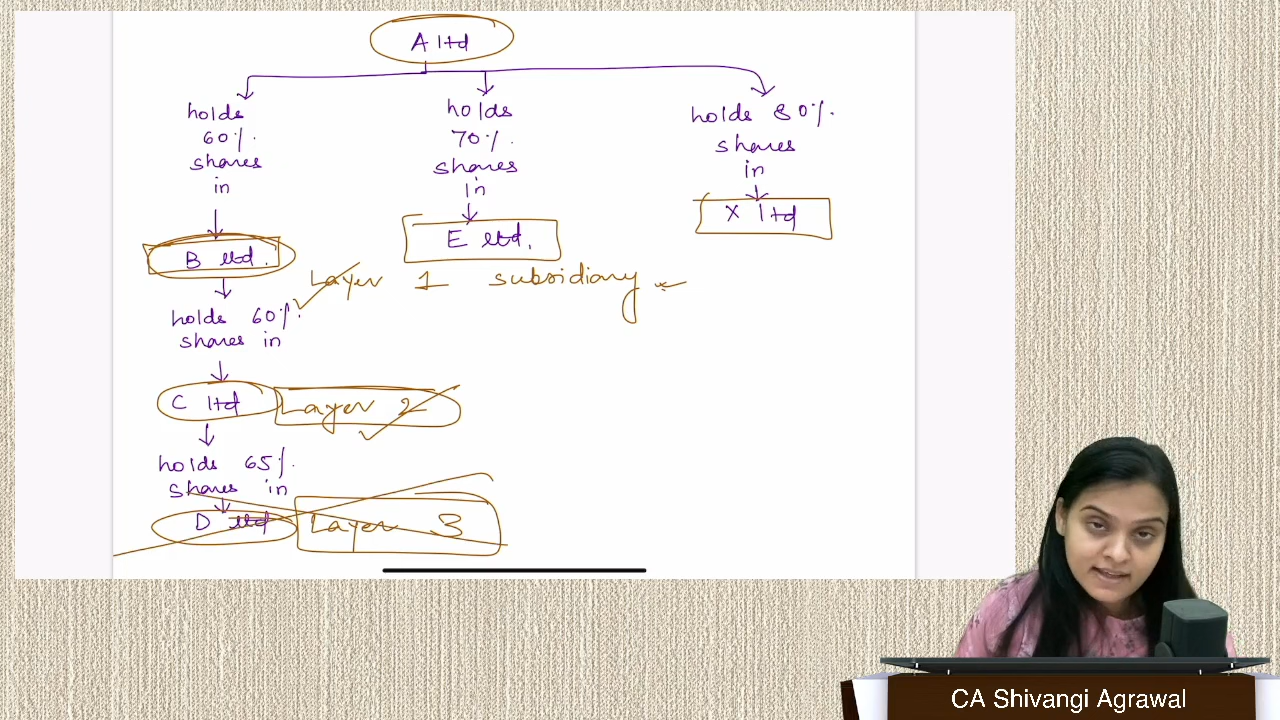 A ltd
holds
60%.
shares
in
B ltd.
holds 60%.
shares in
C ltd
Layer 2
holds 65%.
shares in
D ltd
Layer 3
holds
70%.
shares
in
E ltd.
Layer 1 subsidiary
holds 80%.
shares
in
X ltd
CA Shivangi Agrawal